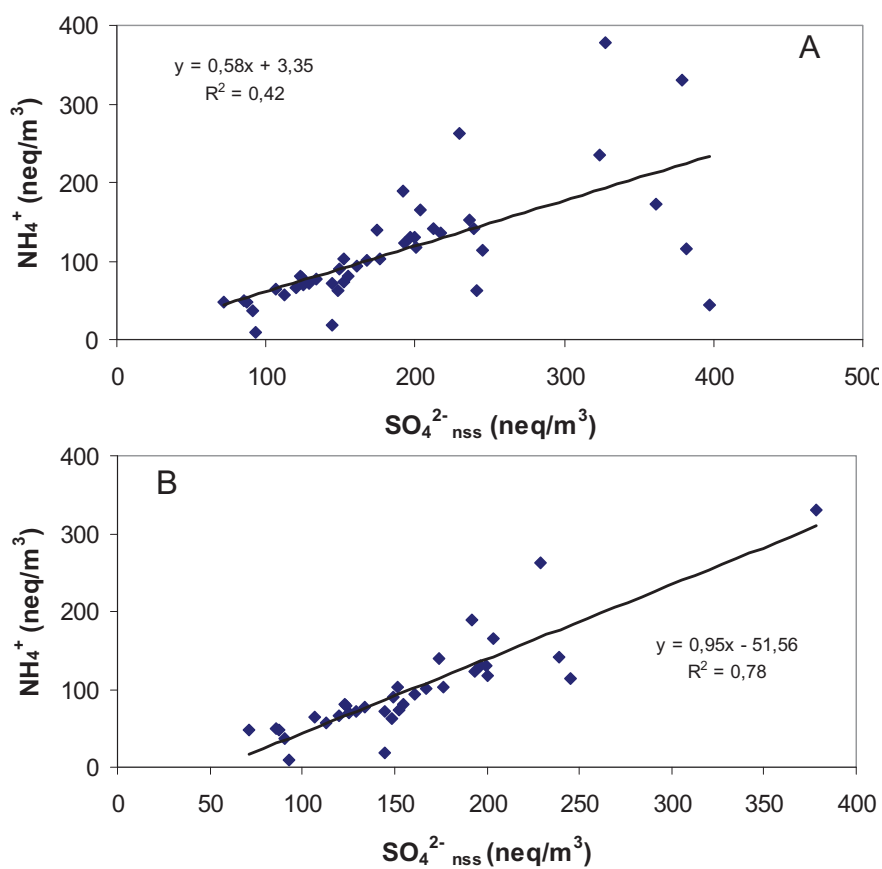 400
A
y = 0,58x + 3,35
R² = 0,42
300
200
100
0
NH₄⁺ (neq/m³)
0 100 200 300 400 500
SO₄²⁻ nss (neq/m³)
400
B
300
200
y = 0,95x - 51,56
R² = 0,78
100
0
NH₄⁺ (neq/m³)
0 50 100 150 200 250 300 350 400
SO₄²⁻ nss (neq/m³)